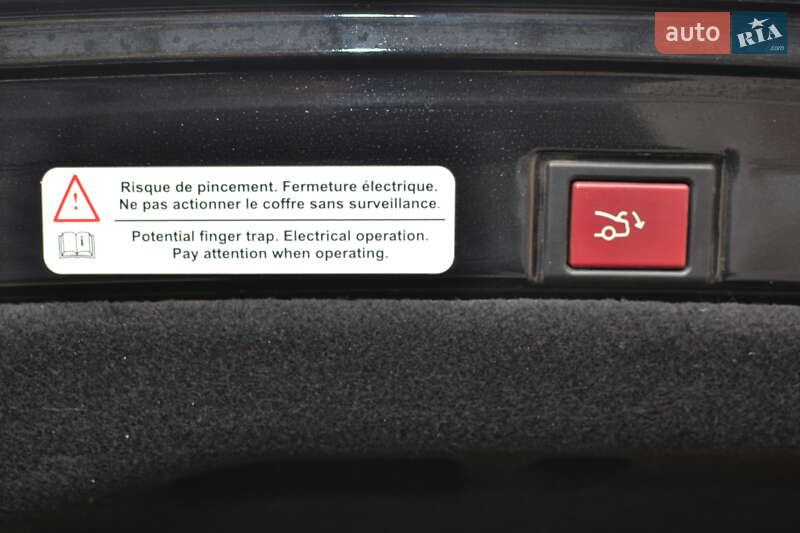 auto RIA
.com
Risque de pincement. Fermeture électrique.
Ne pas actionner le coffre sans surveillance.
Potential finger trap. Electrical operation.
Pay attention when operating.